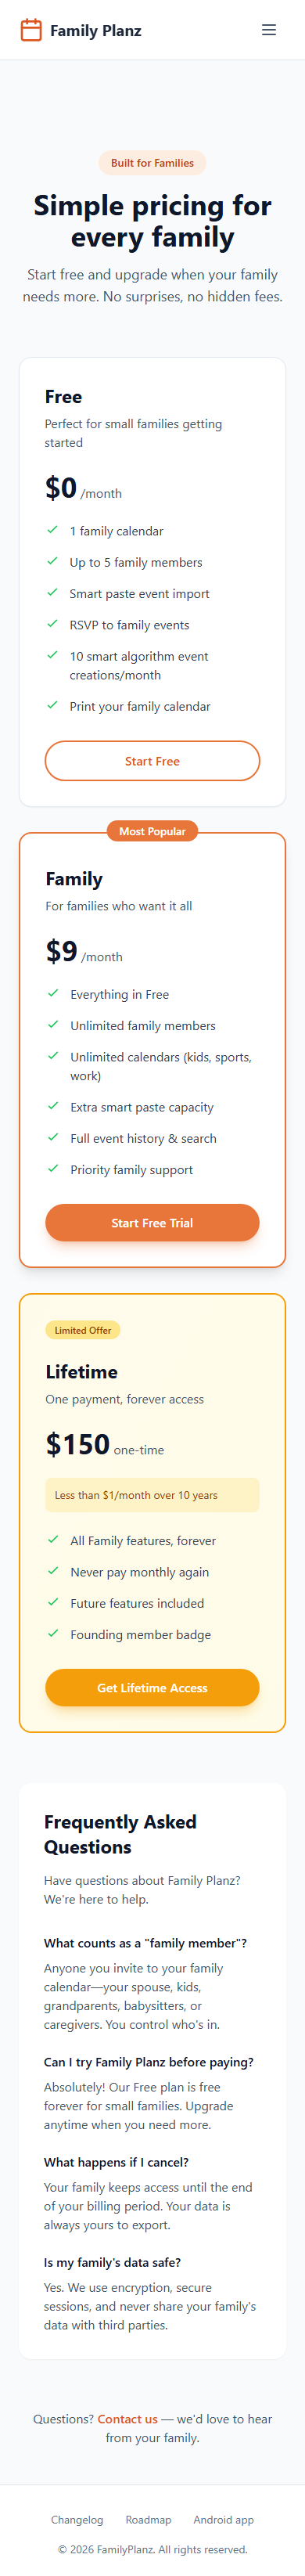 Family Planz
Built for Families
Simple pricing for
every family
Start free and upgrade when your family
needs more. No surprises, no hidden fees.
Free
Perfect for small families getting
started
$0 /month
1 family calendar
Up to 5 family members
Smart paste event import
RSVP to family events
10 smart algorithm event
creations/month
Print your family calendar
Start Free
Most Popular
Family
For families who want it all
$9 /month
Everything in Free
Unlimited family members
Unlimited calendars (kids, sports,
work)
Extra smart paste capacity
Full event history & search
Priority family support
Start Free Trial
Limited Offer
Lifetime
One payment, forever access
$150 one-time
Less than $1/month over 10 years
All Family features, forever
Never pay monthly again
Future features included
Founding member badge
Get Lifetime Access
Frequently Asked
Questions
Have questions about Family Planz?
We're here to help.
What counts as a "family member"?
Anyone you invite to your family
calendar—your spouse, kids,
grandparents, babysitters, or
caregivers. You control who's in.
Can I try Family Planz before paying?
Absolutely! Our Free plan is free
forever for small families. Upgrade
anytime when you need more.
What happens if I cancel?
Your family keeps access until the end
of your billing period. Your data is
always yours to export.
Is my family's data safe?
Yes. We use encryption, secure
sessions, and never share your family's
data with third parties.
Questions? Contact us — we'd love to hear
from your family.
Changelog Roadmap Android app
© 2026 FamilyPlanz. All rights reserved.